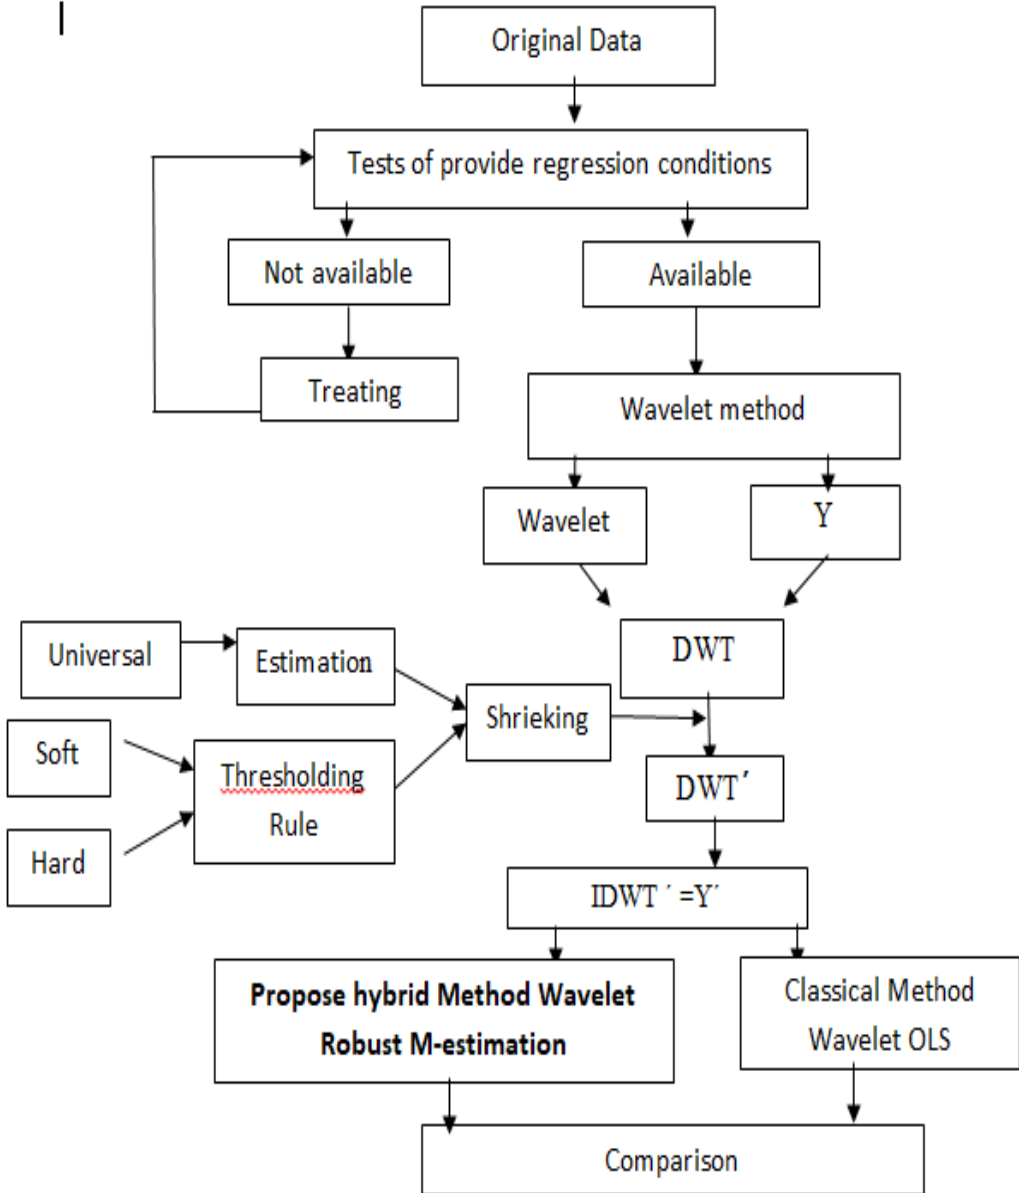 Original Data
Tests of provide regression conditions
Not available
Available
Treating
Wavelet method
Wavelet
Y
DWT
Universal
Estimation
Shrieking
Soft
Thresholding
Rule
Hard
DWT′
IDWT ′ =Y′
Propose hybrid Method Wavelet
Robust M-estimation
Classical Method
Wavelet OLS
Comparison